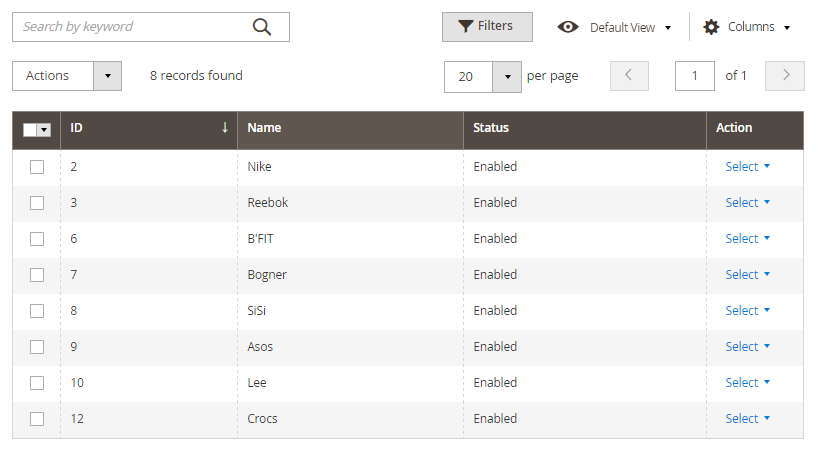 Search by keyword Filters Default View Columns
Actions 8 records found 20 per page 1 of 1
ID Name Status Action
2 Nike Enabled Select
3 Reebok Enabled Select
6 B'FIT Enabled Select
7 Bogner Enabled Select
8 SiSi Enabled Select
9 Asos Enabled Select
10 Lee Enabled Select
12 Crocs Enabled Select